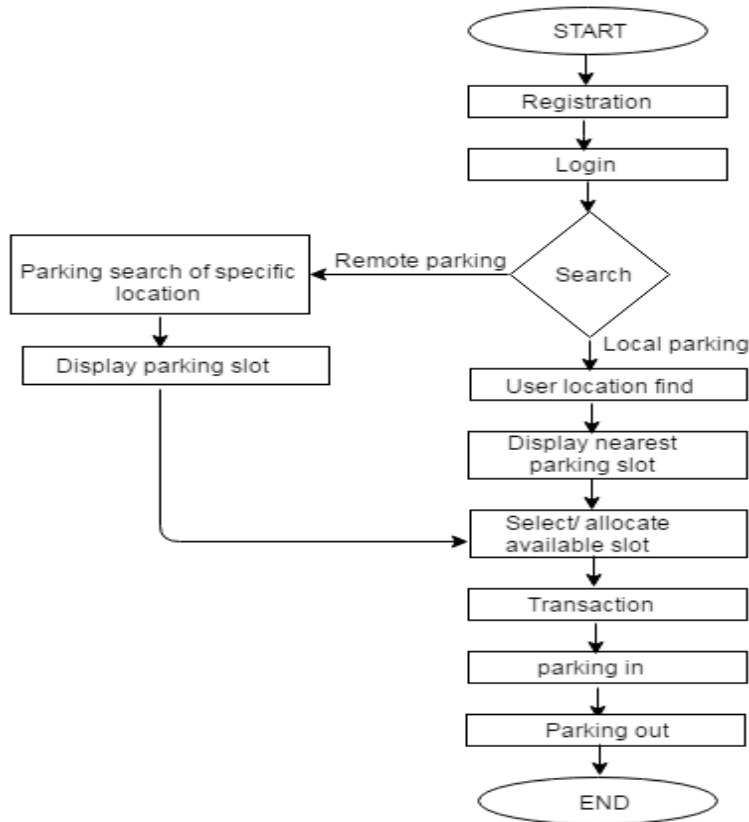 START
Registration
Login
Search
Remote parking
Parking search of specific
location
Display parking slot
Local parking
User location find
Display nearest
parking slot
Select/ allocate
available slot
Transaction
parking in
Parking out
END